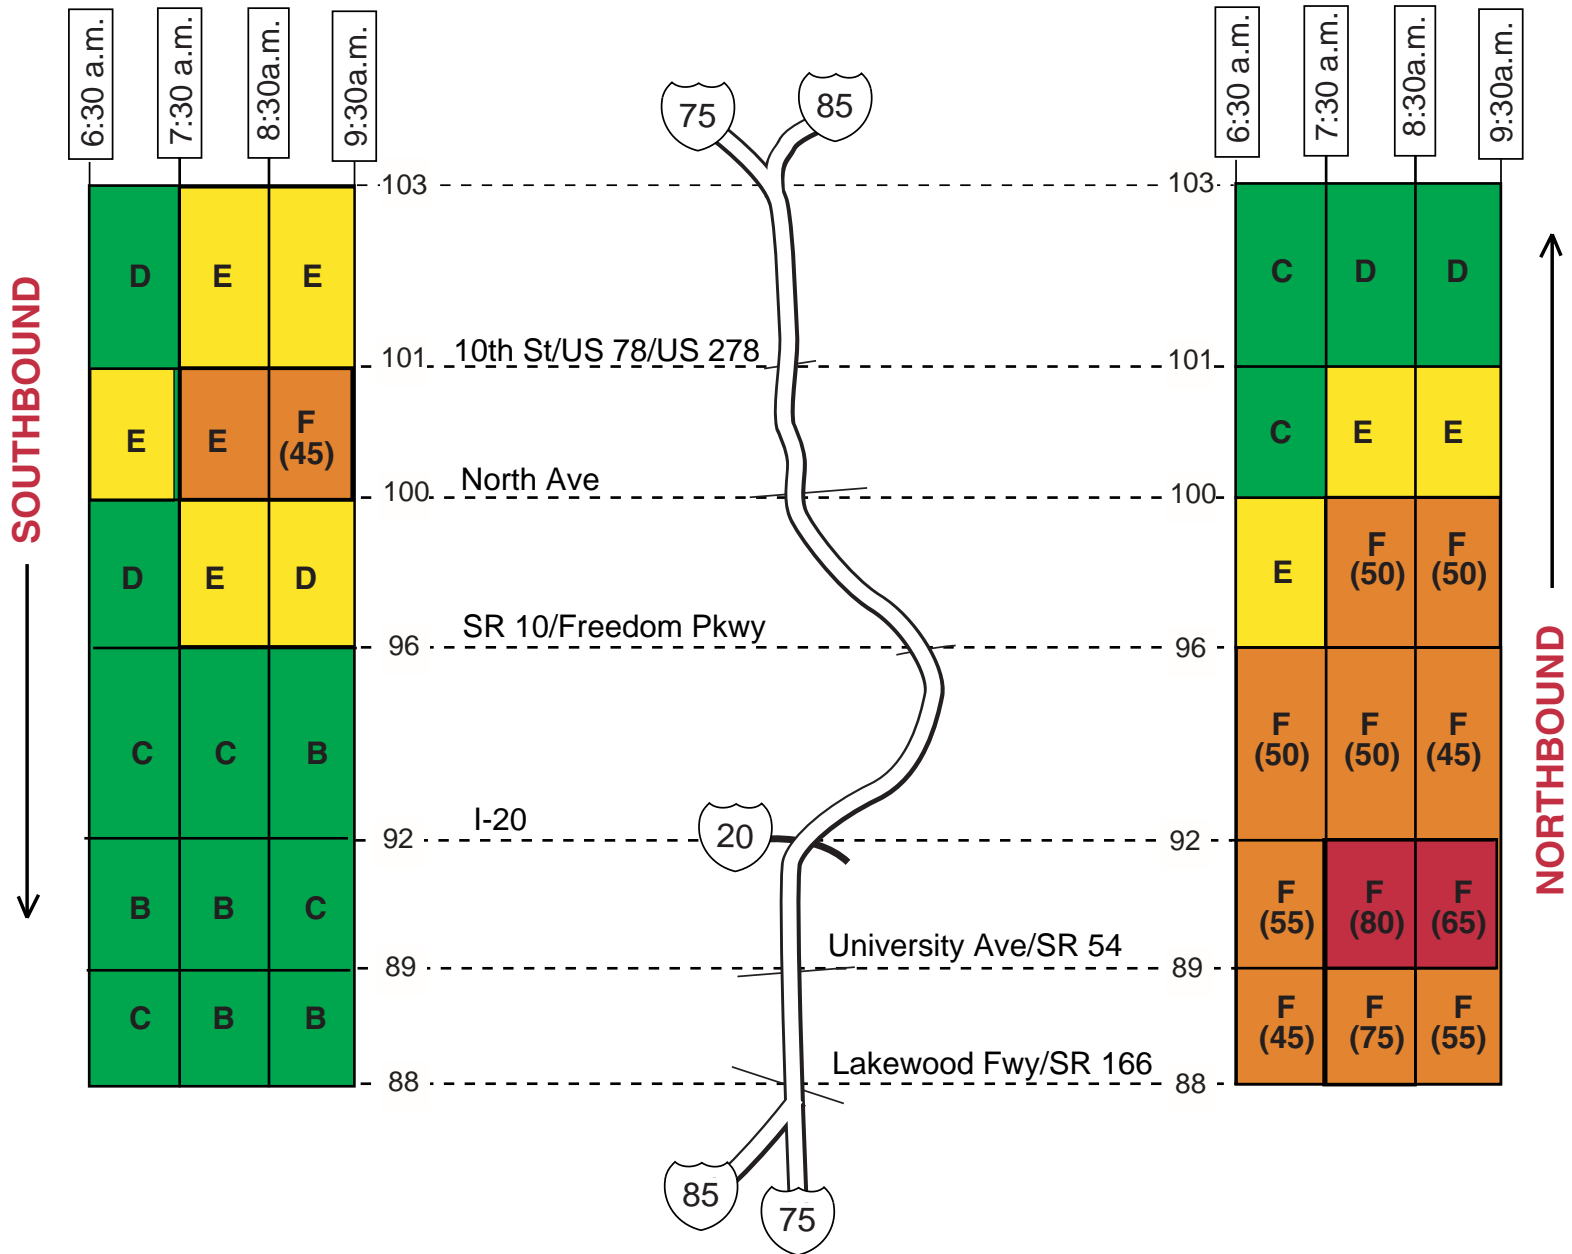 6:30 a.m.
7:30 a.m.
8:30a.m.
9:30a.m.
6:30 a.m.
7:30 a.m.
8:30a.m.
9:30a.m.
75
85
103
103
SOUTHBOUND
D E E
C D D
101
10th St/US 78/US 278
101
E E F
(45)
C E E
100
North Ave
100
D E D
E F F
(50) (50)
96
SR 10/Freedom Pkwy
96
C C B
F F F
(50) (50) (45)
NORTHBOUND
92
I-20
20
92
B B C
F F F
(55) (80) (65)
89
University Ave/SR 54
89
C B B
F F F
(45) (75) (55)
88
Lakewood Fwy/SR 166
88
85
75